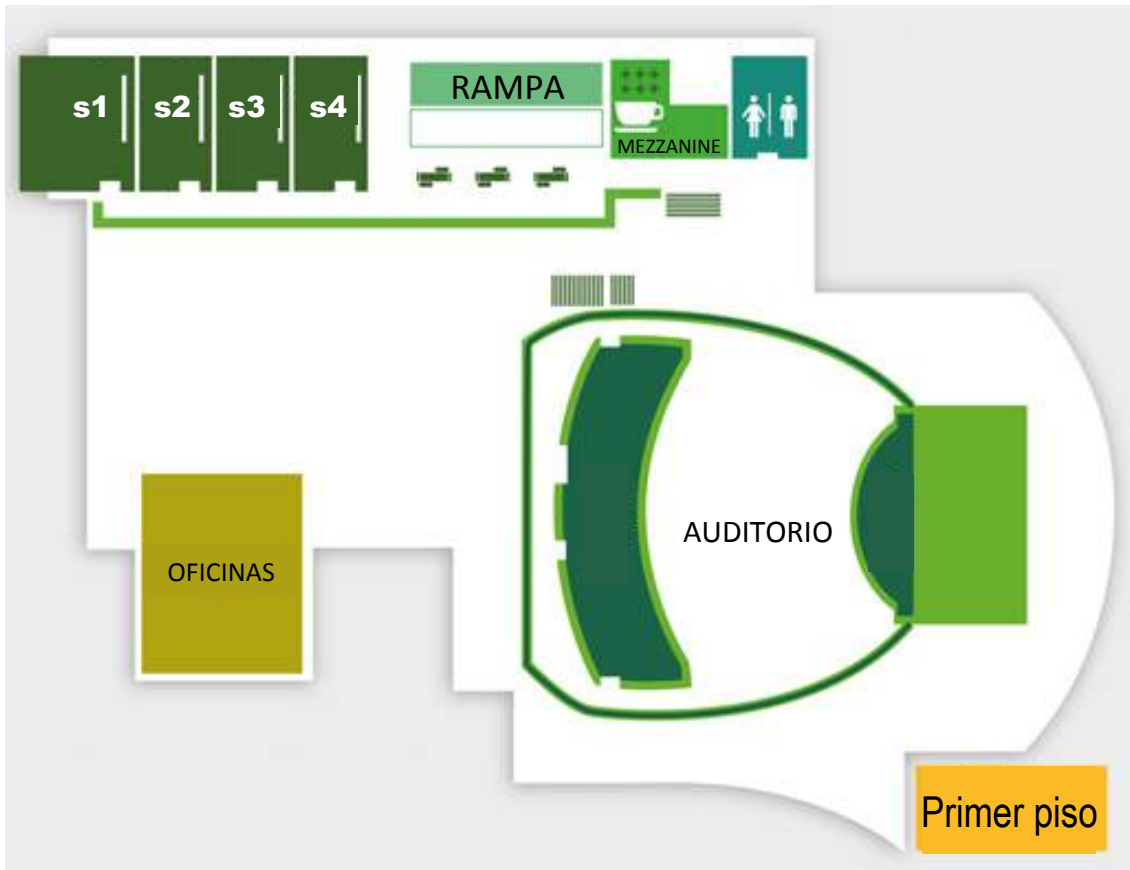 s1
s2
s3
s4
RAMPA
MEZZANINE
AUDITORIO
OFICINAS
Primer piso